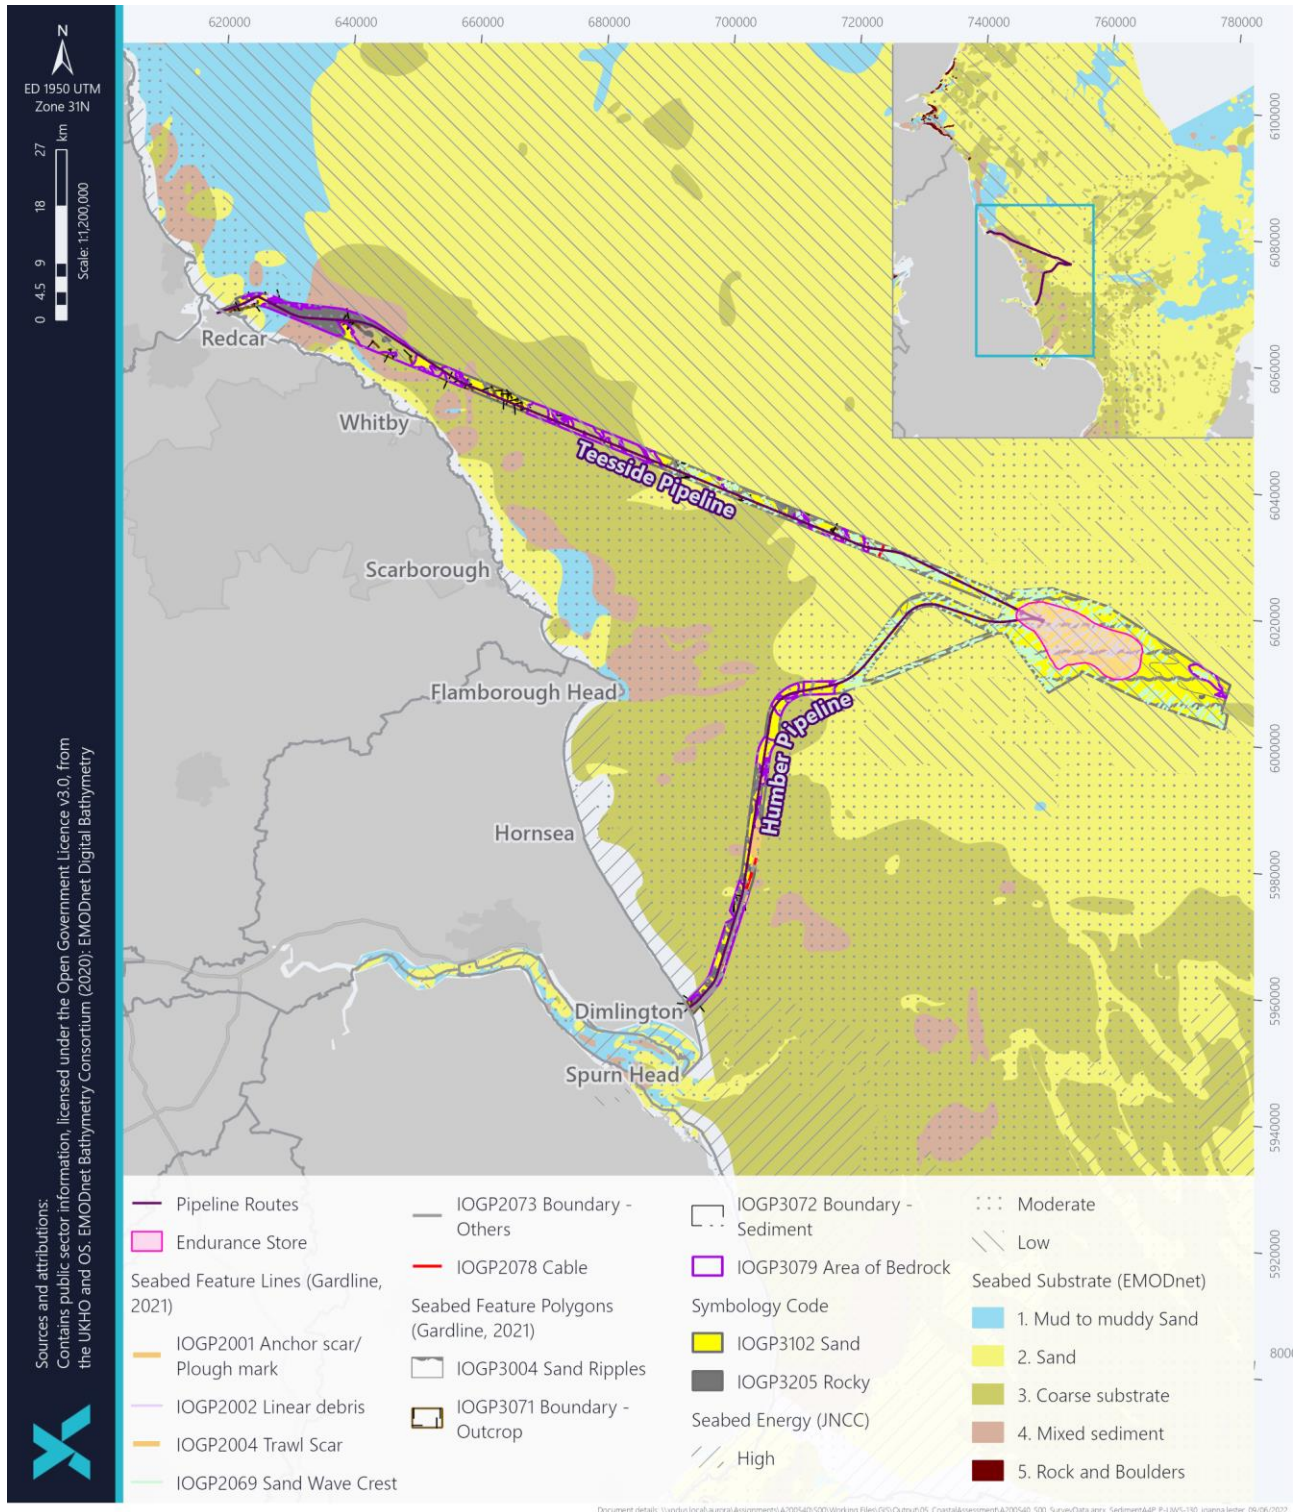 N
ED 1950 UTM
Zone 31N
0 4.5 9 18 27
km
Scale: 1:1,200,000
Sources and attributions:
Contains public sector information, licensed under the Open Government Licence v3.0, from
the UKHO and OS. EMODnet Bathymetry Consortium (2020): EMODnet Digital Bathymetry
620000 640000 660000 680000 700000 720000 740000 760000 780000
6100000
6080000
6060000
6040000
6020000
6000000
5980000
5960000
5940000
5920000
Redcar
Whitby
Teesside Pipeline
Scarborough
Flamborough Head
Humber Pipeline
Hornsea
Dimlington
Spurn Head
Pipeline Routes
Endurance Store
Seabed Feature Lines (Gardline,
2021)
IOGP2001 Anchor scar/
Plough mark
IOGP2002 Linear debris
IOGP2004 Trawl Scar
IOGP2069 Sand Wave Crest
IOGP2073 Boundary -
Others
IOGP2078 Cable
Seabed Feature Polygons
(Gardline, 2021)
IOGP3004 Sand Ripples
IOGP3071 Boundary -
Outcrop
IOGP3072 Boundary -
Sediment
IOGP3079 Area of Bedrock
Symbology Code
IOGP3102 Sand
IOGP3205 Rocky
Seabed Energy (JNCC)
High
Moderate
Low
Seabed Substrate (EMODnet)
1. Mud to muddy Sand
2. Sand
3. Coarse substrate
4. Mixed sediment
5. Rock and Boulders